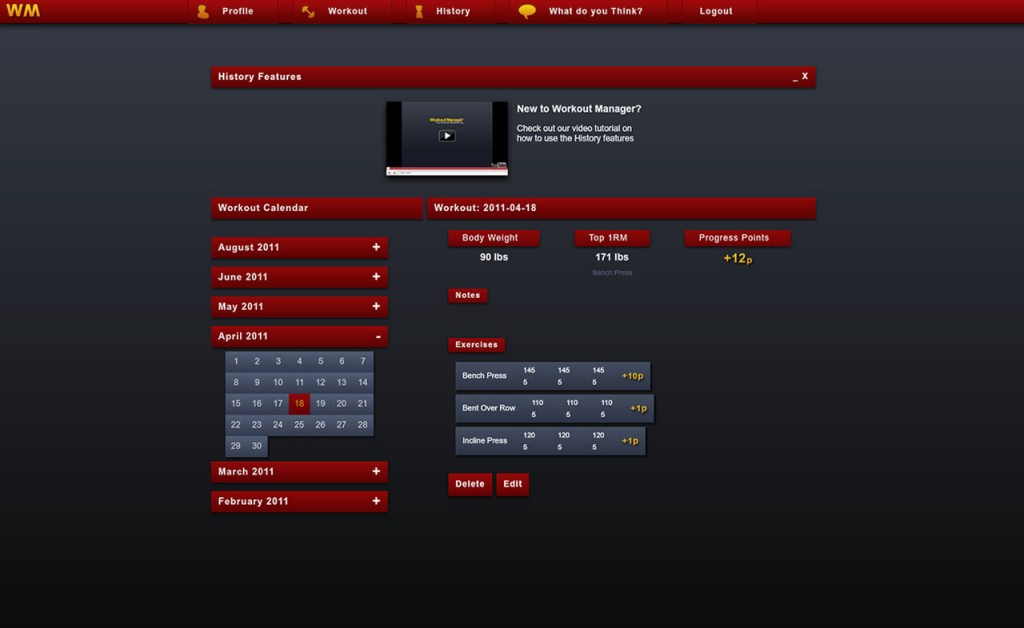 WM Profile Workout History What do you Think? Logout
History Features _ X
WorkoutManager
New to Workout Manager?
Check out our video tutorial on
how to use the History features
Workout Calendar
August 2011 +
June 2011 +
May 2011 +
April 2011 -
1 2 3 4 5 6 7
8 9 10 11 12 13 14
15 16 17 18 19 20 21
22 23 24 25 26 27 28
29 30
March 2011 +
February 2011 +
Workout: 2011-04-18
Body Weight Top 1RM Progress Points
90 lbs 171 lbs +12p
Bench Press
Notes
Exercises
Bench Press 145 145 145 +10p
5 5 5
Bent Over Row 110 110 110 +1p
5 5 5
Incline Press 120 120 120 +1p
5 5 5
Delete Edit